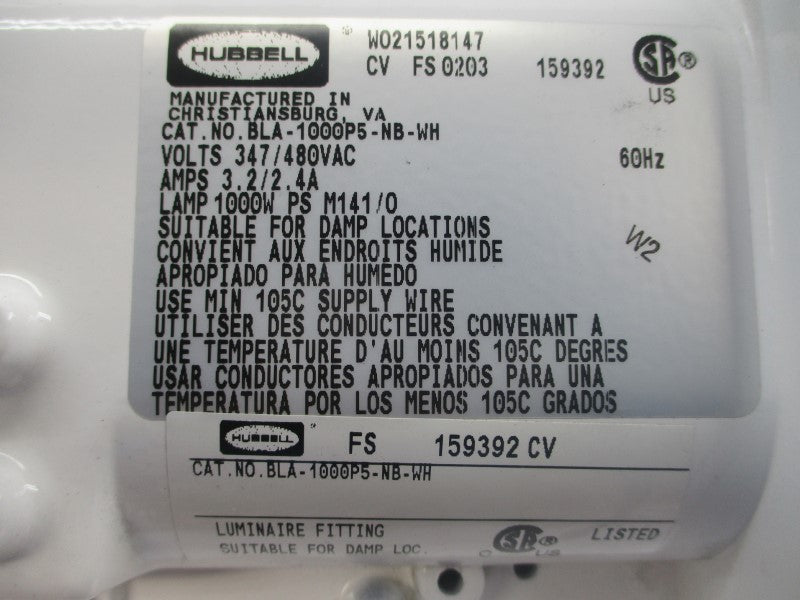 HUBBELL ® WO21518147
CV FS 0203 159392 SA ®
US
MANUFACTURED IN
CHRISTIANSBURG, VA
CAT.NO.BLA-1000P5-NB-WH
VOLTS 347/480VAC 60Hz
AMPS 3.2/2.4A
LAMP 1000W PS M141/O
SUITABLE FOR DAMP LOCATIONS
CONVIENT AUX ENDROITS HUMIDE
W2
APROPIADO PARA HUMEDO
USE MIN 105C SUPPLY WIRE
UTILISER DES CONDUCTEURS CONVENANT A
UNE TEMPERATURE D'AU MOINS 105C DEGRES
USAR CONDUCTORES APROPIADOS PARA UNA
TEMPERATURA POR LOS MENOS 105C GRADOS
HUBBELL ® FS 159392 CV
CAT.NO.BLA-1000P5-NB-WH
LUMINAIRE FITTING SA ® LISTED
SUITABLE FOR DAMP LOC. C US